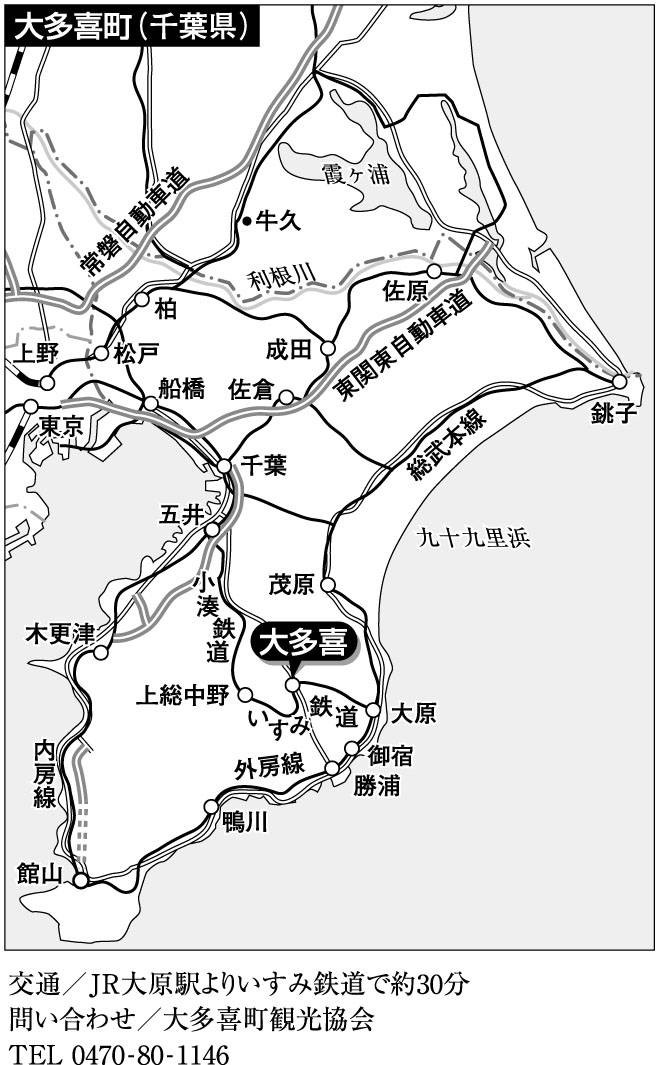 大多喜町（千葉県）
霞ヶ浦
常磐自動車道
牛久
利根川
佐原
柏
上野
松戸
成田
東関東自動車道
船橋
佐倉
東京
銚子
千葉
総武本線
五井
九十九里浜
小湊鉄道
茂原
木更津
大多喜
上総中野
いすみ鉄道
大原
御宿
内房線
外房線
勝浦
鴨川
館山
交通／JR大原駅よりいすみ鉄道で約30分
問い合わせ／大多喜町観光協会
TEL 0470-80-1146